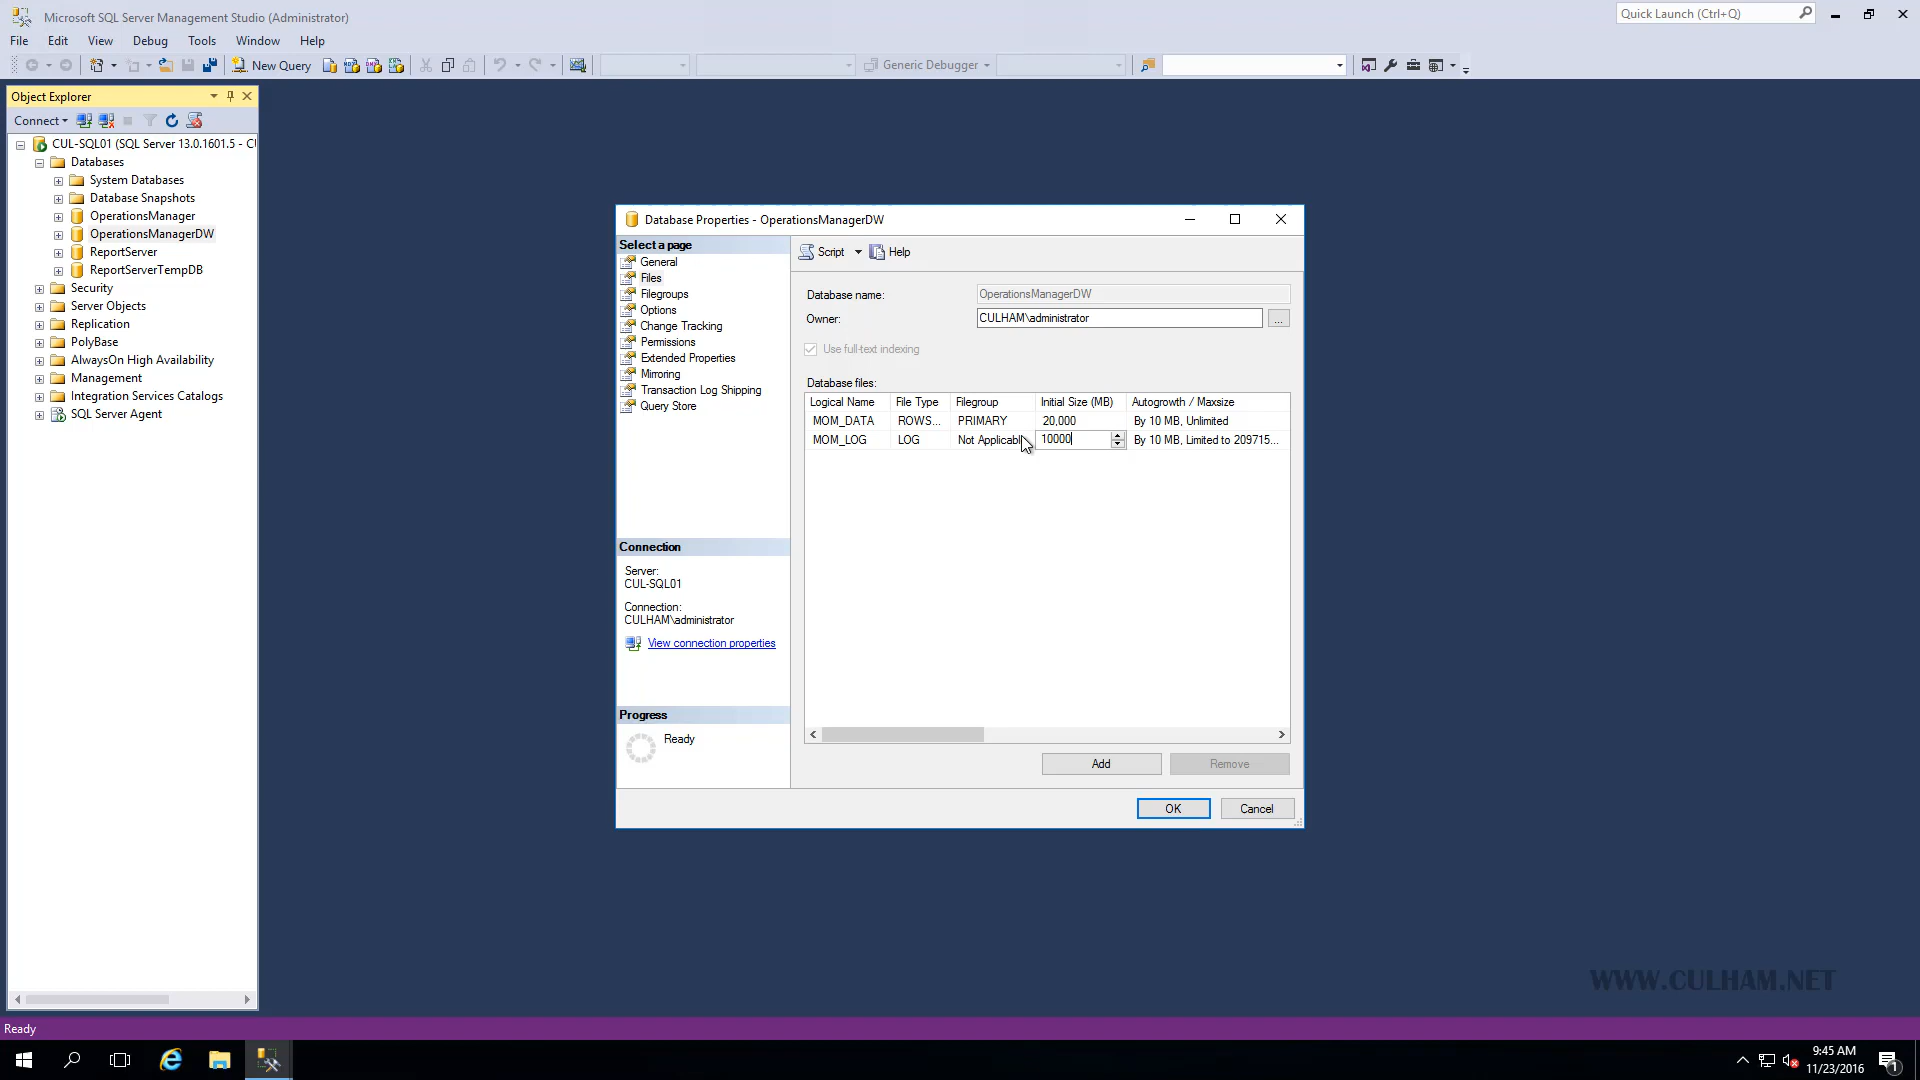 Microsoft SQL Server Management Studio (Administrator)
Quick Launch (Ctrl+Q)
File Edit View Debug Tools Window Help
New Query
Generic Debugger
Object Explorer
Connect
CUL-SQL01 (SQL Server 13.0.1601.5 - CU
Databases
System Databases
Database Snapshots
OperationsManager
OperationsManagerDW
ReportServer
ReportServerTempDB
Security
Server Objects
Replication
PolyBase
AlwaysOn High Availability
Management
Integration Services Catalogs
SQL Server Agent
Database Properties - OperationsManagerDW
Select a page
General
Files
Filegroups
Options
Change Tracking
Permissions
Extended Properties
Mirroring
Transaction Log Shipping
Query Store
Connection
Server:
CUL-SQL01
Connection:
CULHAM\administrator
View connection properties
Progress
Ready
Script Help
Database name: OperationsManagerDW
Owner: CULHAM\administrator
...
Use full-text indexing
Database files:
Logical Name File Type Filegroup Initial Size (MB) Autogrowth / Maxsize
MOM_DATA ROWS... PRIMARY 20,000 By 10 MB, Unlimited
MOM_LOG LOG Not Applicabl 10000 By 10 MB, Limited to 209715...
Add Remove
OK Cancel
WWW.CULHAM.NET
Ready
9:45 AM
11/23/2016
1